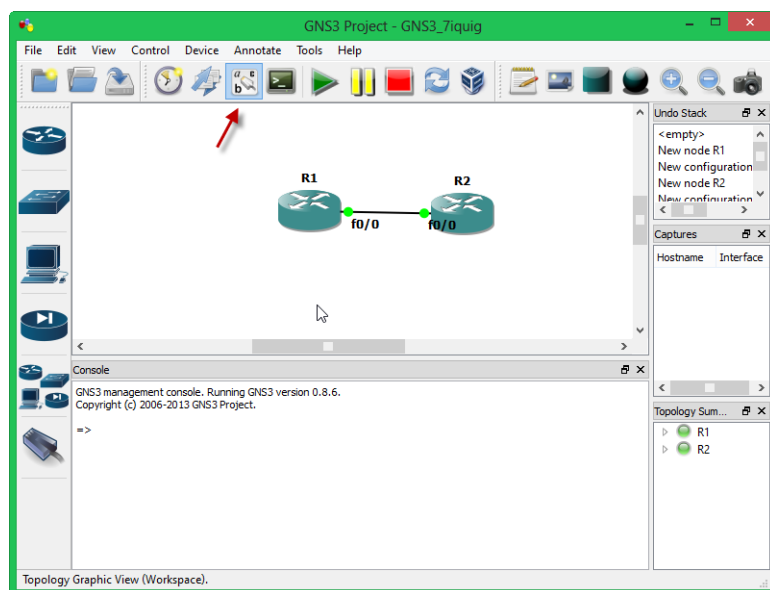 GNS3 Project - GNS3_7iquig
File Edit View Control Device Annotate Tools Help
a c
b
Undo Stack
<empty>
New node R1
New configuration
New node R2
New configuration
R1
R2
f0/0
f0/0
Captures
Hostname Interface
Console
GNS3 management console. Running GNS3 version 0.8.6.
Copyright (c) 2006-2013 GNS3 Project.
=>
Topology Sum...
R1
R2
Topology Graphic View (Workspace).